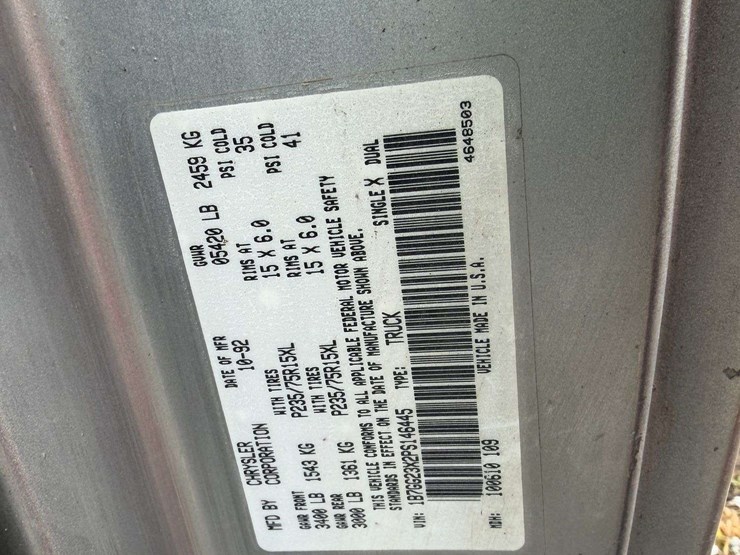 MFD BY CHRYSLER CORPORATION DATE OF MFR 10-92 GVWR 05420 LB 2459 KG
GAWR FRONT WITH TIRES RIMS AT PSI COLD
3400 LB 1543 KG P235/75R15XL 15 X 6.0 35
GAWR REAR WITH TIRES RIMS AT PSI COLD
3000 LB 1361 KG P235/75R15XL 15 X 6.0 41
THIS VEHICLE CONFORMS TO ALL APPLICABLE FEDERAL MOTOR VEHICLE SAFETY
STANDARDS IN EFFECT ON THE DATE OF MANUFACTURE SHOWN ABOVE.
VIN: 1B7GG23X2PS146445 TYPE: TRUCK SINGLE X DUAL
MDH: 100610 109 VEHICLE MADE IN U.S.A. 4648503